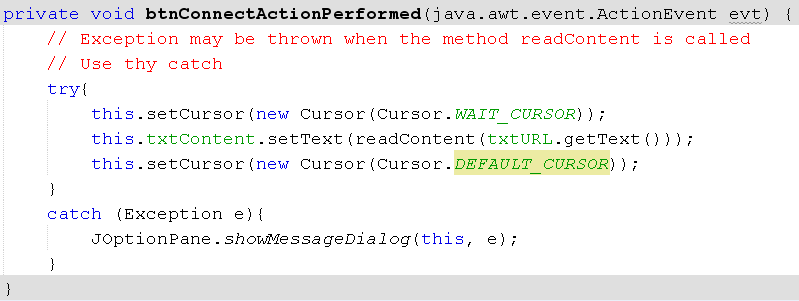 private void btnConnectActionPerformed(java.awt.event.ActionEvent evt) {
    // Exception may be thrown when the method readContent is called
    // Use thy catch
    try{
        this.setCursor(new Cursor(Cursor.WAIT_CURSOR));
        this.txtContent.setText(readContent(txtURL.getText()));
        this.setCursor(new Cursor(Cursor.DEFAULT_CURSOR));
    }
    catch (Exception e){
        JOptionPane.showMessageDialog(this, e);
    }
}